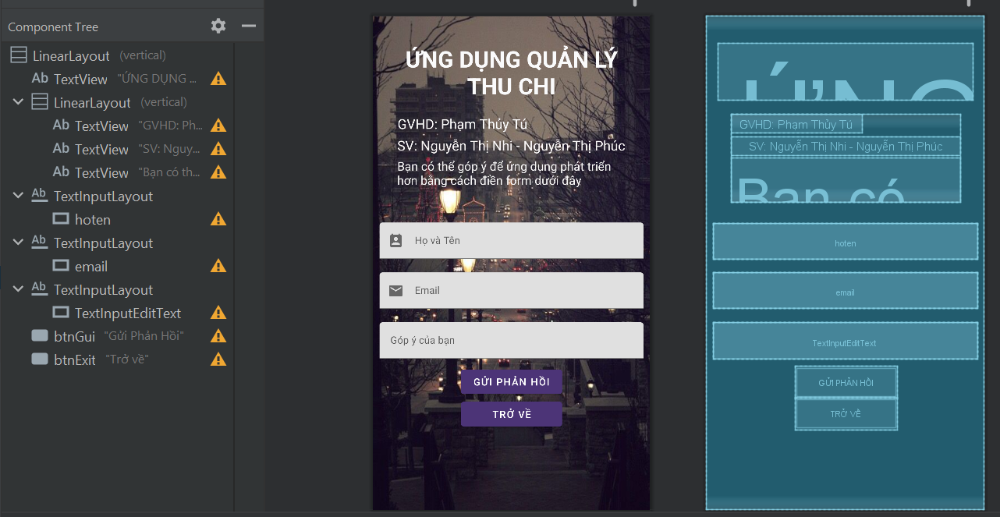 Component Tree
LinearLayout (vertical)
Ab TextView "ỨNG DỤNG ...
LinearLayout (vertical)
Ab TextView "GVHD: Ph...
Ab TextView "SV: Nguy...
Ab TextView "Bạn có th...
Ab TextInputLayout
hoten
Ab TextInputLayout
email
Ab TextInputLayout
TextInputEditText
btnGui "Gửi Phản Hồi"
btnExit "Trở về"
ỨNG DỤNG QUẢN LÝ
THU CHI
GVHD: Phạm Thủy Tú
SV: Nguyễn Thị Nhi - Nguyễn Thị Phúc
Bạn có thể góp ý để ứng dụng phát triển
hơn bằng cách điền form dưới đây
Họ và Tên
Email
Góp ý của bạn
GỬI PHẢN HỒI
TRỞ VỀ
ỨNG
GVHD: Phạm Thủy Tú
SV: Nguyễn Thị Nhi - Nguyễn Thị Phúc
Bạn có
hoten
email
TextInputEditText
GỬI PHẢN HỒI
TRỞ VỀ